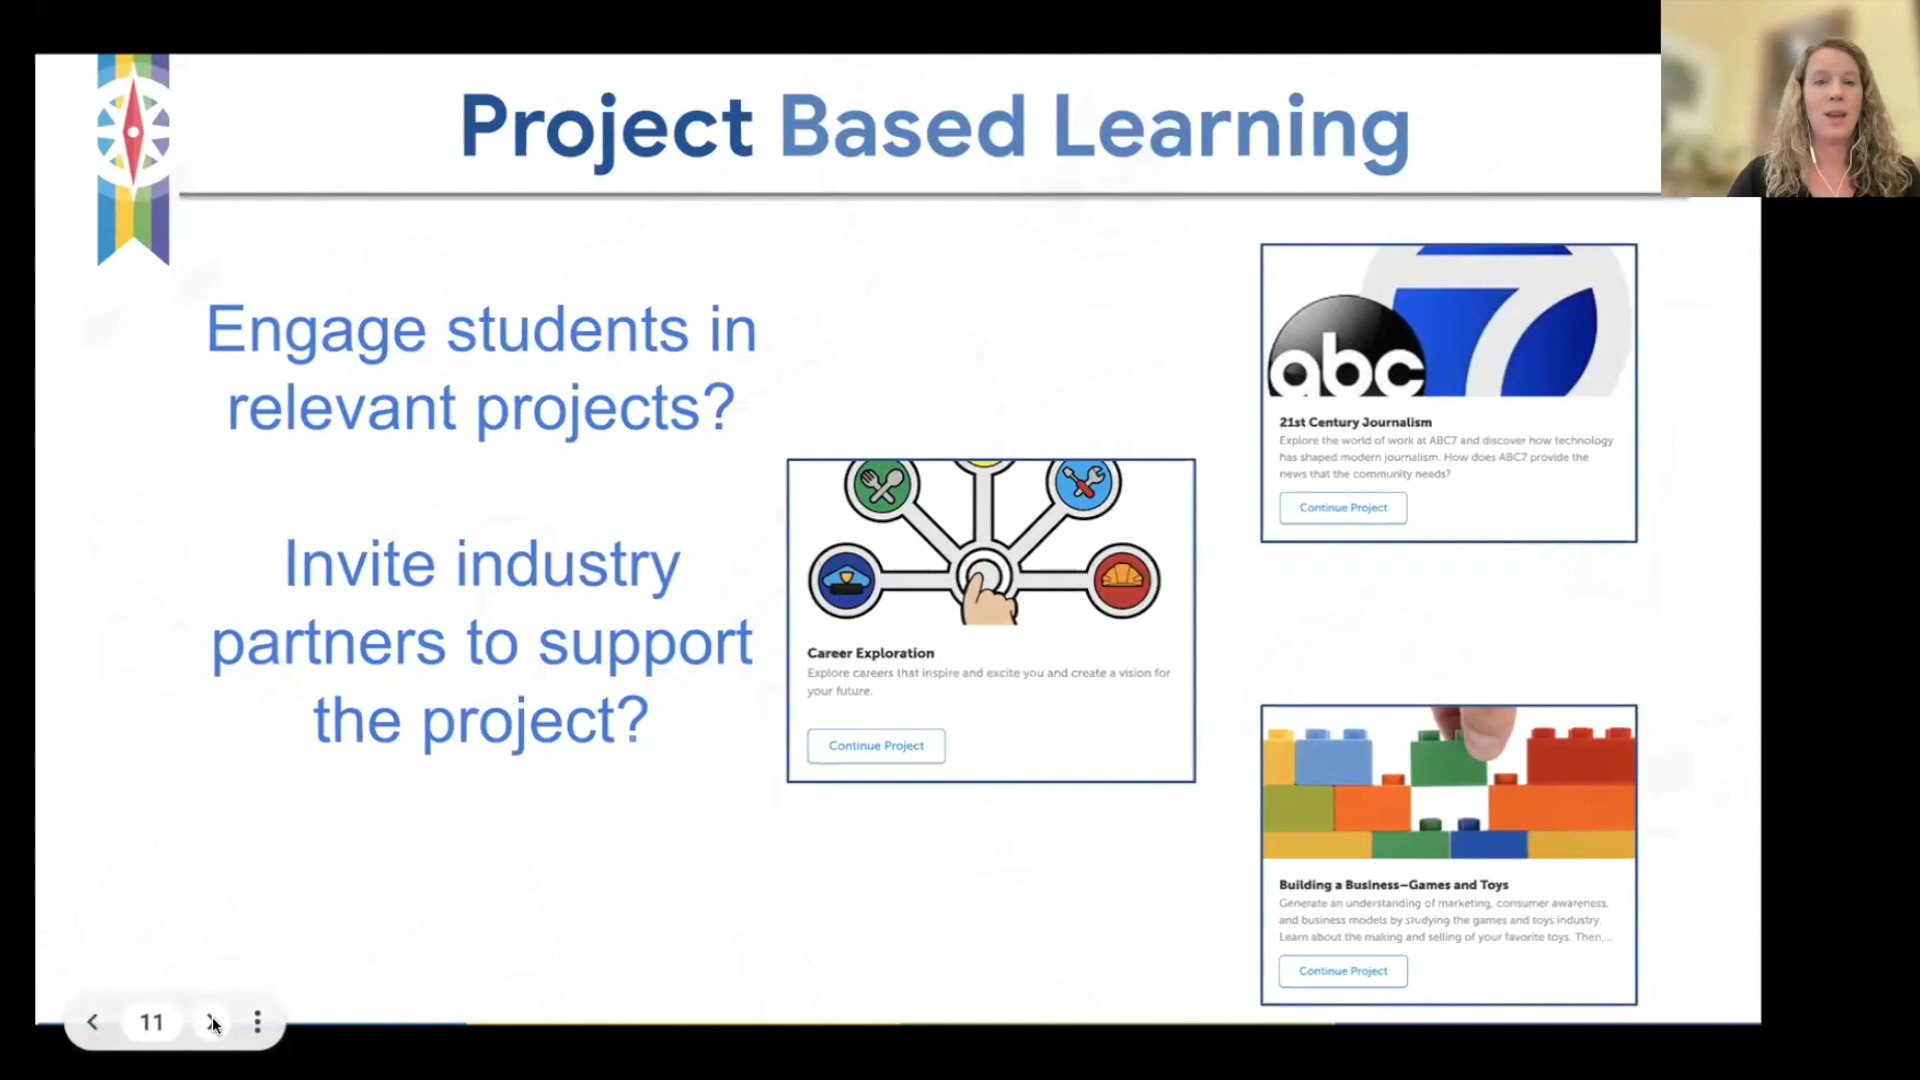 Project Based Learning
Engage students in
relevant projects?
Invite industry
partners to support
the project?
Career Exploration
Explore careers that inspire and excite you and create a vision for
your future.
Continue Project
abc 7
21st Century Journalism
Explore the world of work at ABC7 and discover how technology
has shaped modern journalism. How does ABC7 provide the
news that the community needs?
Continue Project
Building a Business–Games and Toys
Generate an understanding of marketing, consumer awareness,
and business models by studying the games and toys industry.
Learn about the making and selling of your favorite toys. Then,...
Continue Project
11